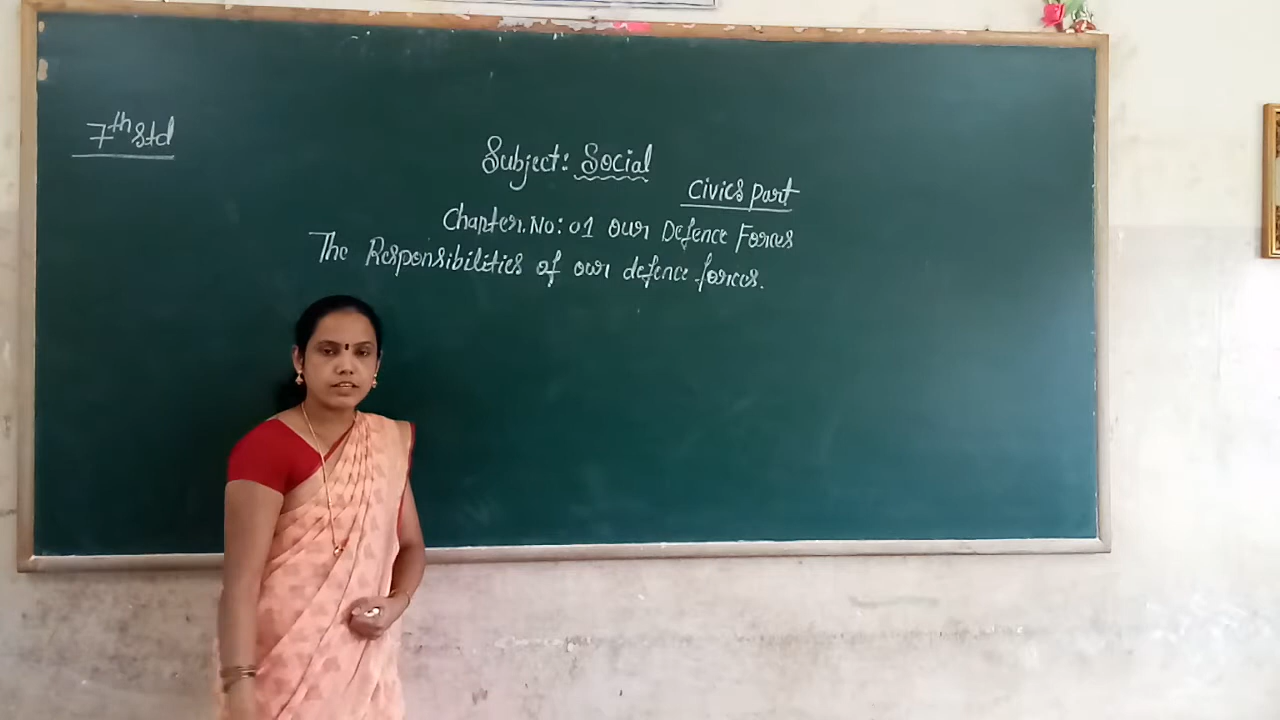 7th Std
Subject: Social
Civics part
Chapter.No: 01 Our Defence Forces
The Responsibilities of our defence forces.